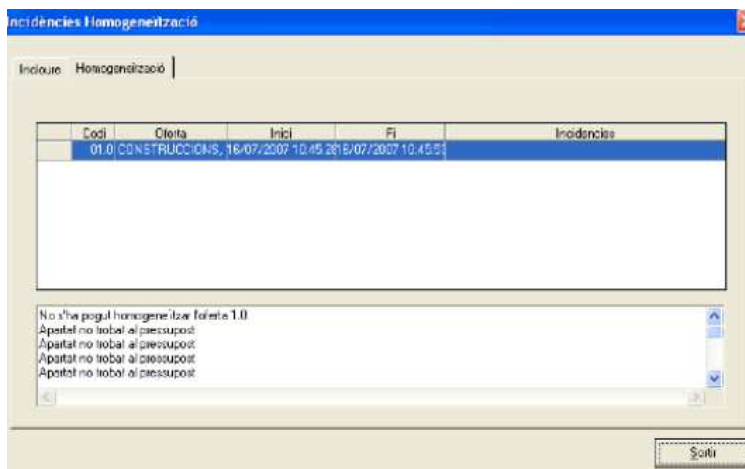 Incidències Homogeneïtzació
Incloure Homogeneïtzació
Codi Oferta Inici Fi Incidencies
01.0 CONSTRUCCIONS, 16/07/2007 10:45:28 16/07/2007 10:45:5
No s'ha pogut homogeneïtzar l'oferta 1.0
Apartat no trobat al pressupost
Apartat no trobat al pressupost
Apartat no trobat al pressupost
Apartat no trobat al pressupost
Sortir